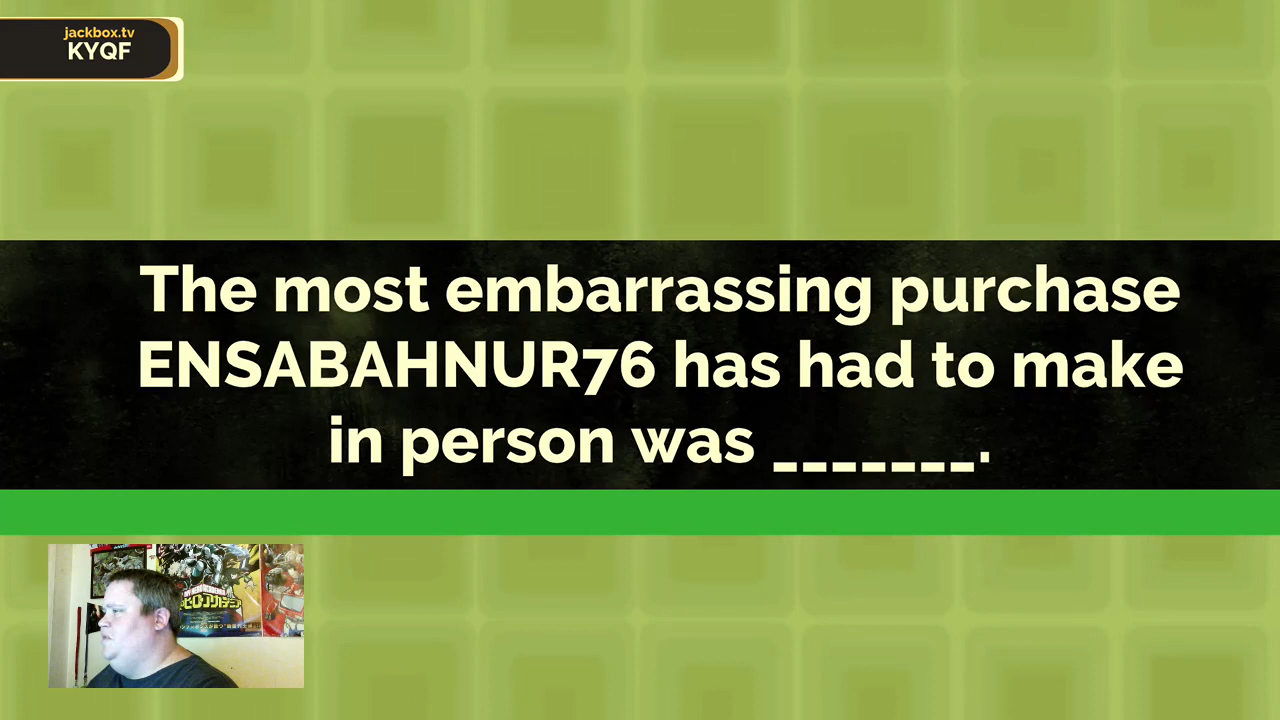 jackbox.tv
KYQF
The most embarrassing purchase
ENSABAHNUR76 has had to make
in person was _______.